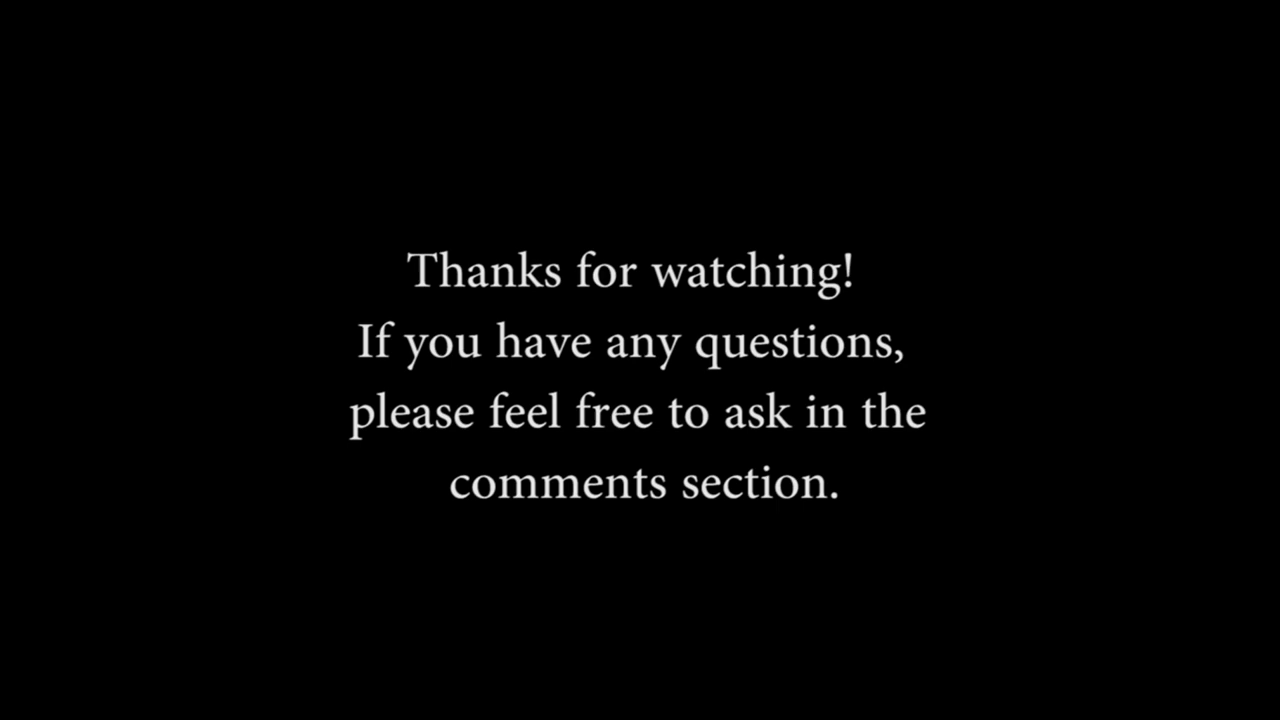 Thanks for watching!
If you have any questions,
please feel free to ask in the
comments section.